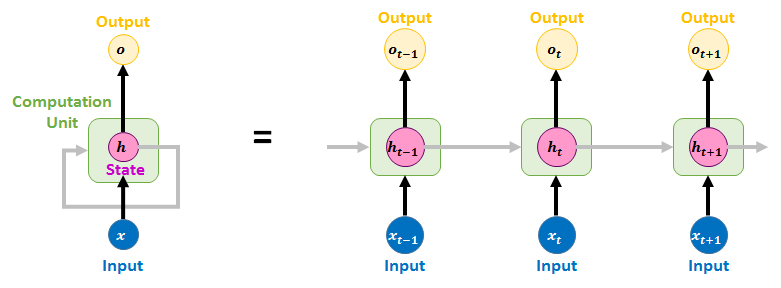 Output
o
Computation
Unit
h
State
x
Input
=
Output Output Output
o_{t-1} o_t o_{t+1}
h_{t-1} h_t h_{t+1}
x_{t-1} x_t x_{t+1}
Input Input Input